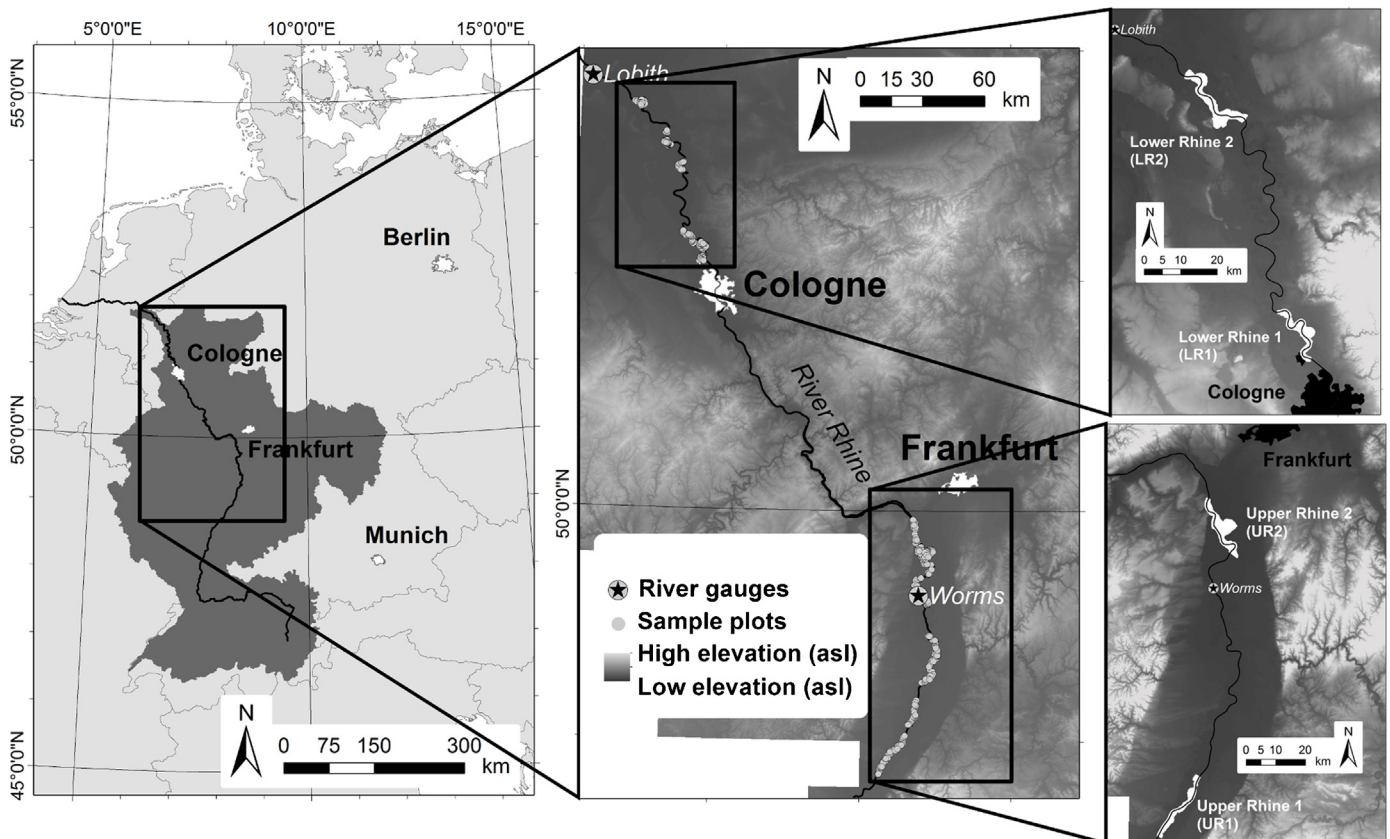 5°0'0"E
10°0'0"E
15°0'0"E
55°0'0"N
50°0'0"N
45°0'0"N
Berlin
Cologne
Frankfurt
Munich
N
0 75 150 300
km
Lobith
N
0 15 30 60
km
Cologne
River Rhine
Frankfurt
50°0'0"N
Worms
River gauges
Sample plots
High elevation (asl)
Low elevation (asl)
Lobith
Lower Rhine 2
(LR2)
N
0 5 10 20
km
Lower Rhine 1
(LR1)
Cologne
Frankfurt
Upper Rhine 2
(UR2)
Worms
N
0 5 10 20
km
Upper Rhine 1
(UR1)